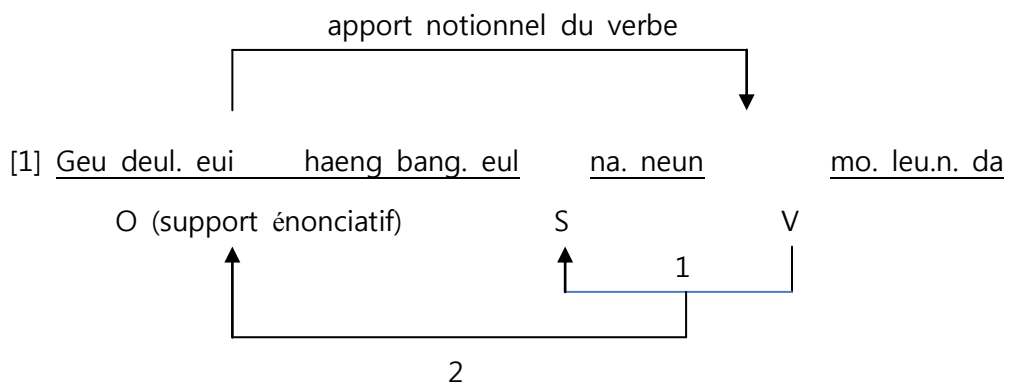 apport notionnel du verbe
[1] Geu deul. eui haeng bang. eul na. neun mo. leu.n. da
O (support énonciatif) S V
1
2